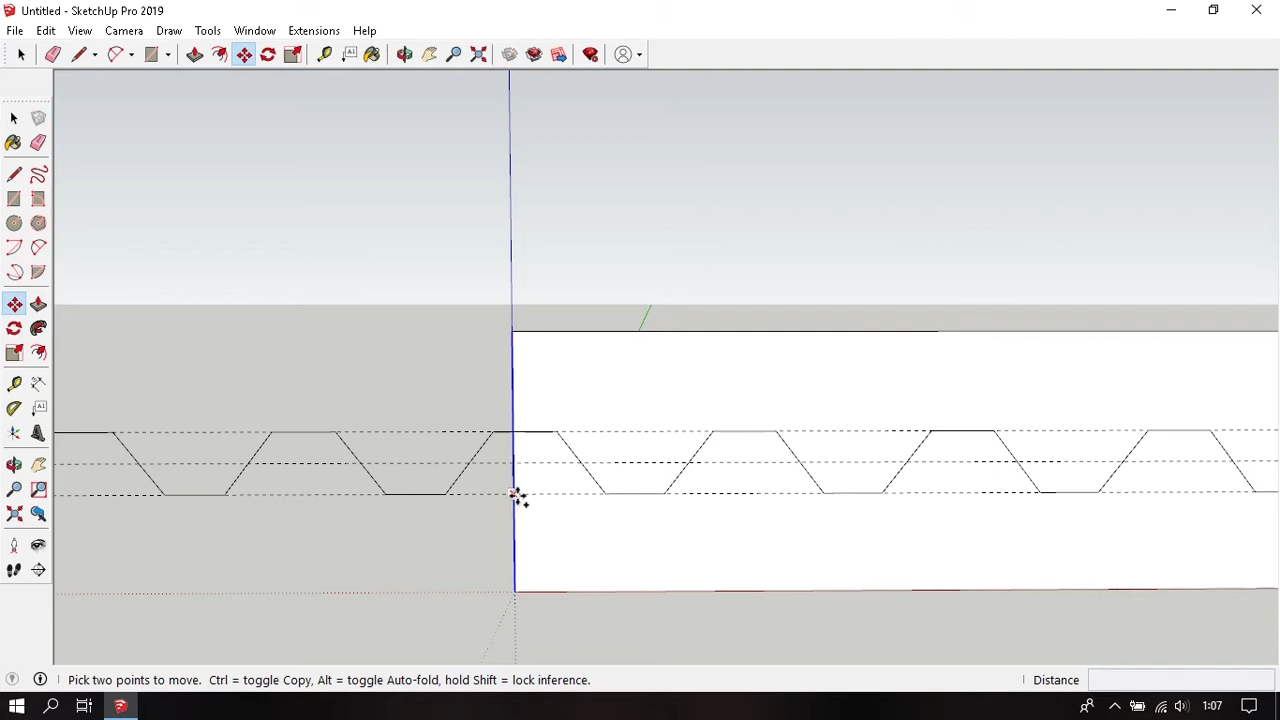 Untitled - SketchUp Pro 2019
File Edit View Camera Draw Tools Window Extensions Help
Pick two points to move. Ctrl = toggle Copy, Alt = toggle Auto-fold, hold Shift = lock inference. Distance
1:07